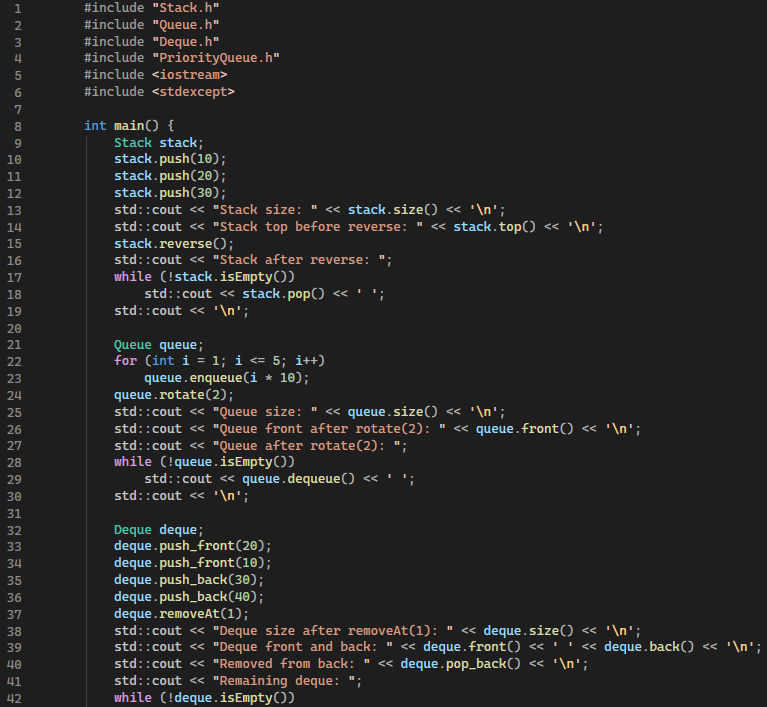 1 #include "Stack.h"
2 #include "Queue.h"
3 #include "Deque.h"
4 #include "PriorityQueue.h"
5 #include <iostream>
6 #include <stdexcept>
7
8 int main() {
9     Stack stack;
10     stack.push(10);
11     stack.push(20);
12     stack.push(30);
13     std::cout << "Stack size: " << stack.size() << '\n';
14     std::cout << "Stack top before reverse: " << stack.top() << '\n';
15     stack.reverse();
16     std::cout << "Stack after reverse: ";
17     while (!stack.isEmpty())
18         std::cout << stack.pop() << ' ';
19     std::cout << '\n';
20
21     Queue queue;
22     for (int i = 1; i <= 5; i++)
23         queue.enqueue(i * 10);
24     queue.rotate(2);
25     std::cout << "Queue size: " << queue.size() << '\n';
26     std::cout << "Queue front after rotate(2): " << queue.front() << '\n';
27     std::cout << "Queue after rotate(2): ";
28     while (!queue.isEmpty())
29         std::cout << queue.dequeue() << ' ';
30     std::cout << '\n';
31
32     Deque deque;
33     deque.push_front(20);
34     deque.push_front(10);
35     deque.push_back(30);
36     deque.push_back(40);
37     deque.removeAt(1);
38     std::cout << "Deque size after removeAt(1): " << deque.size() << '\n';
39     std::cout << "Deque front and back: " << deque.front() << ' ' << deque.back() << '\n';
40     std::cout << "Removed from back: " << deque.pop_back() << '\n';
41     std::cout << "Remaining deque: ";
42     while (!deque.isEmpty())